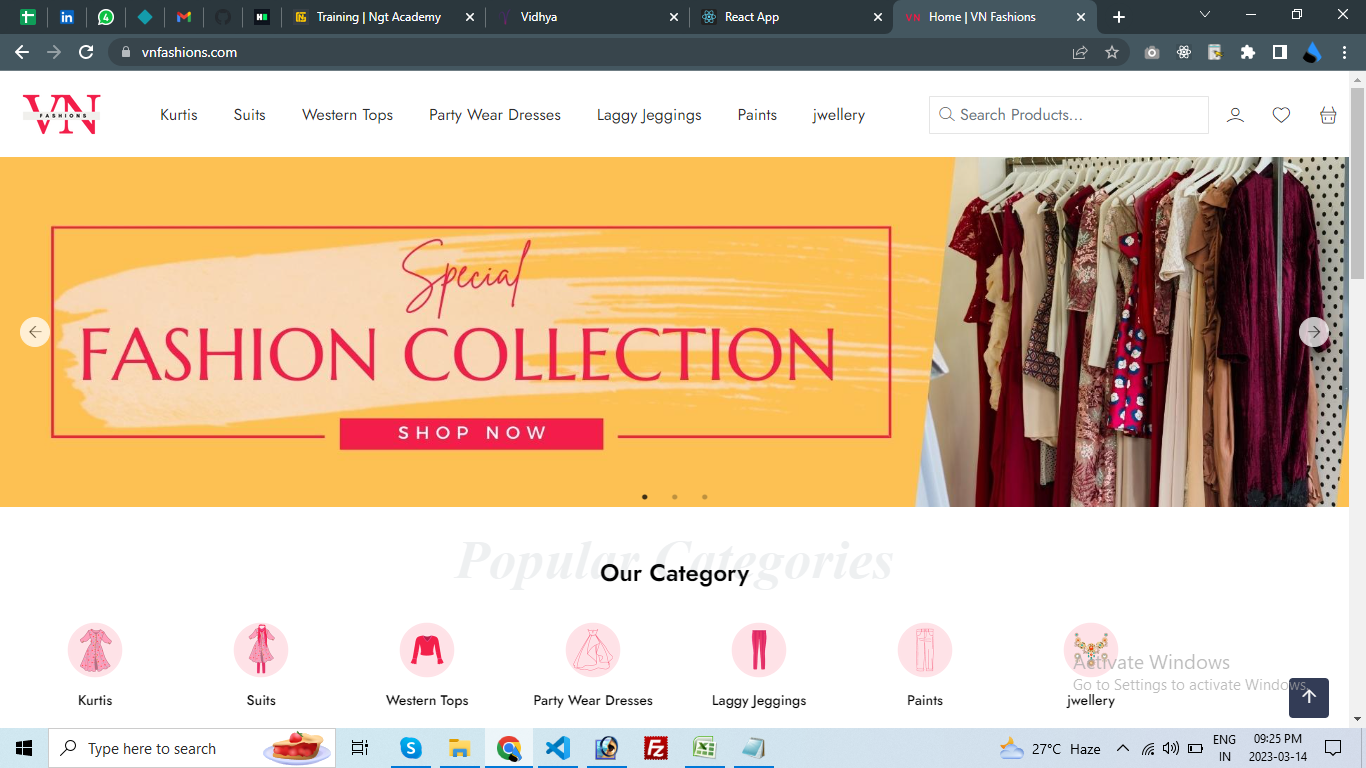 Training | Ngt Academy
Vidhya
React App
VN Home | VN Fashions
vnfashions.com
VN
FASHIONS
Kurtis
Suits
Western Tops
Party Wear Dresses
Laggy Jeggings
Paints
jwellery
Search Products...
Special
FASHION COLLECTION
SHOP NOW
Popular Categories
Our Category
Kurtis
Suits
Western Tops
Party Wear Dresses
Laggy Jeggings
Paints
jwellery
Activate Windows
Go to Settings to activate Windows.
Type here to search
27°C Haze
ENG
IN
09:25 PM
2023-03-14